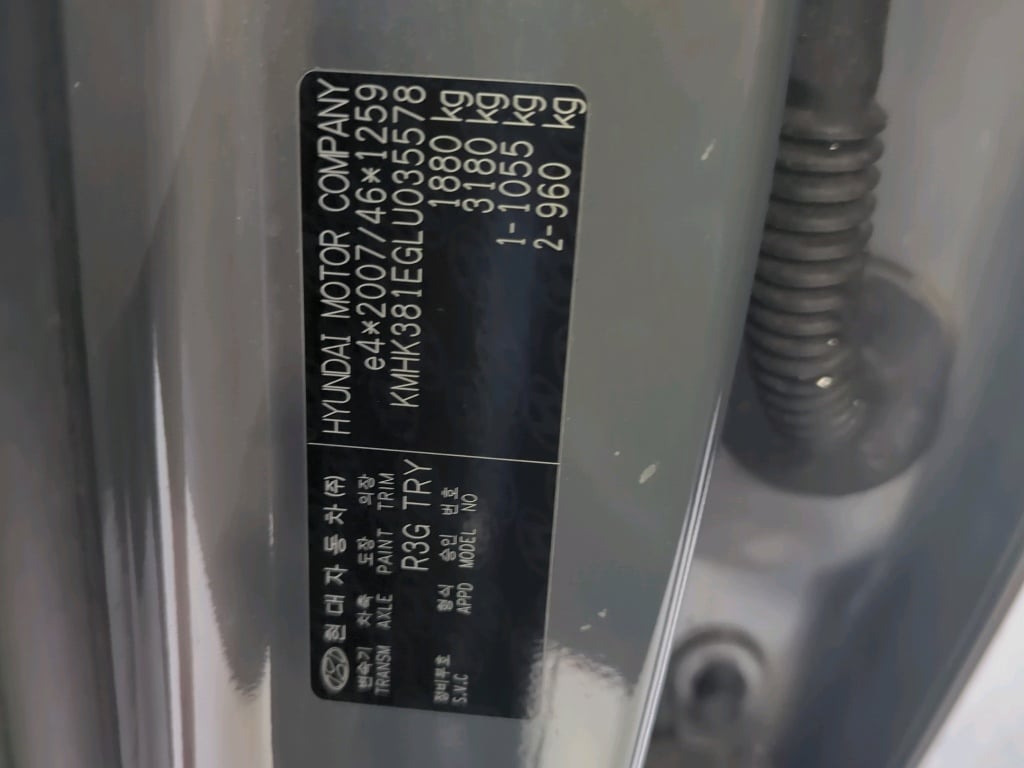 현대자동차(주)
변속기 차축 도장 의장
TRANSM AXLE PAINT TRIM
R3G TRY
형식 승인 번호
APPD MODEL NO
장비부호
S.V.C
HYUNDAI MOTOR COMPANY
e4*2007/46*1259
KMHK381EGLU035578
1880 kg
3180 kg
1- 1055 kg
2- 960 kg